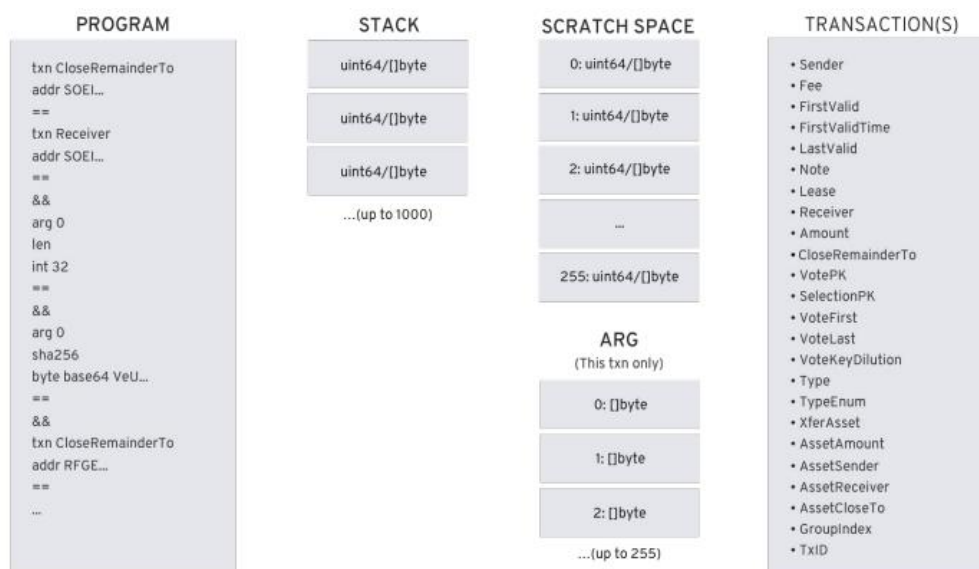 PROGRAM
txn CloseRemainderTo
addr SOEI...
==
txn Receiver
addr SOEI...
==
&&
arg 0
len
int 32
==
&&
arg 0
sha256
byte base64 VeU...
==
&&
txn CloseRemainderTo
addr RFGE...
==
...
STACK
uint64/[]byte
uint64/[]byte
uint64/[]byte
...(up to 1000)
SCRATCH SPACE
0: uint64/[]byte
1: uint64/[]byte
2: uint64/[]byte
...
255: uint64/[]byte
ARG
(This txn only)
0: []byte
1: []byte
2: []byte
...(up to 255)
TRANSACTION(S)
• Sender
• Fee
• FirstValid
• FirstValidTime
• LastValid
• Note
• Lease
• Receiver
• Amount
• CloseRemainderTo
• VotePK
• SelectionPK
• VoteFirst
• VoteLast
• VoteKeyDilution
• Type
• TypeEnum
• XferAsset
• AssetAmount
• AssetSender
• AssetReceiver
• AssetCloseTo
• GroupIndex
• TxID